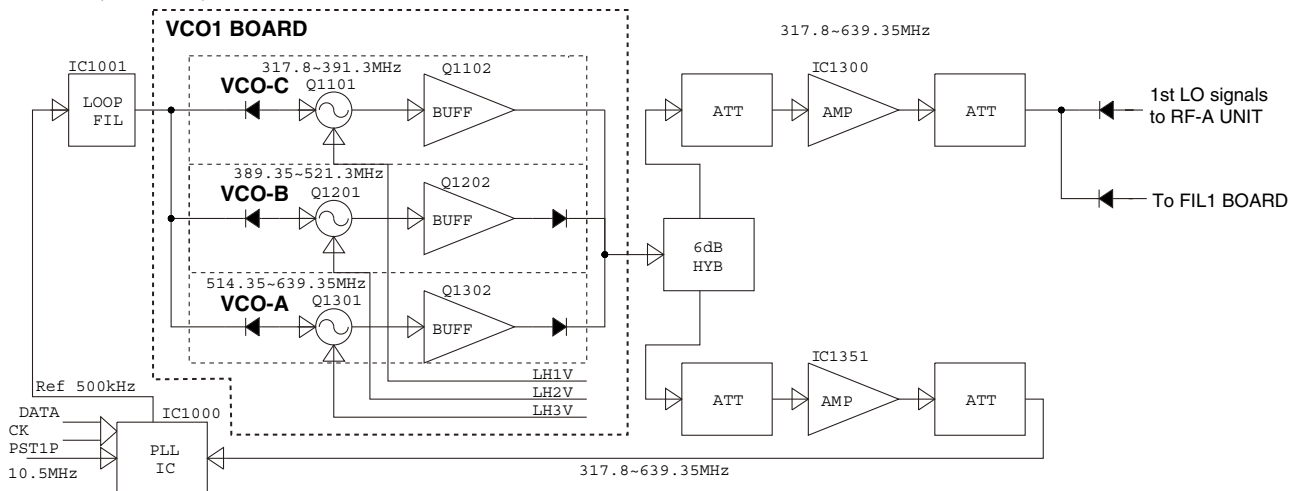 VCO1 BOARD
317.8~639.35MHz
IC1001
LOOP
FIL
317.8~391.3MHz
VCO-C
Q1101
Q1102
BUFF
IC1300
ATT
AMP
ATT
1st LO signals
to RF-A UNIT
389.35~521.3MHz
VCO-B
Q1201
Q1202
BUFF
To FIL1 BOARD
6dB
HYB
514.35~639.35MHz
VCO-A
Q1301
Q1302
BUFF
IC1351
LH1V
LH2V
LH3V
ATT
AMP
ATT
Ref 500kHz
DATA
CK
PST1P
10.5MHz
IC1000
PLL
IC
317.8~639.35MHz